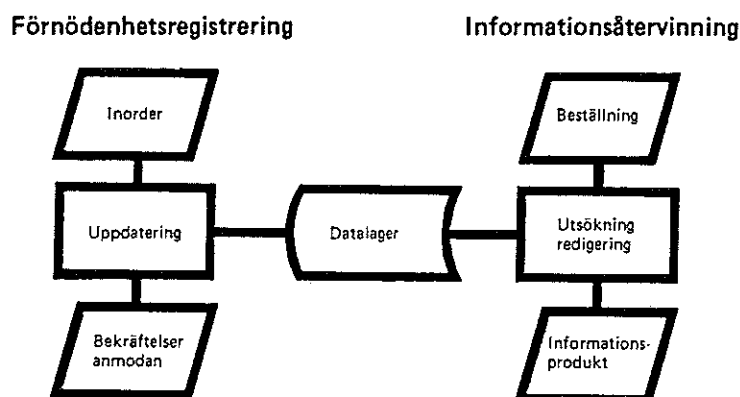 Förnödenhetsregistrering
Informationsåtervinning
Inorder
Beställning
Uppdatering
Datalager
Utsökning
redigering
Bekräftelser
anmodan
Informations-
produkt